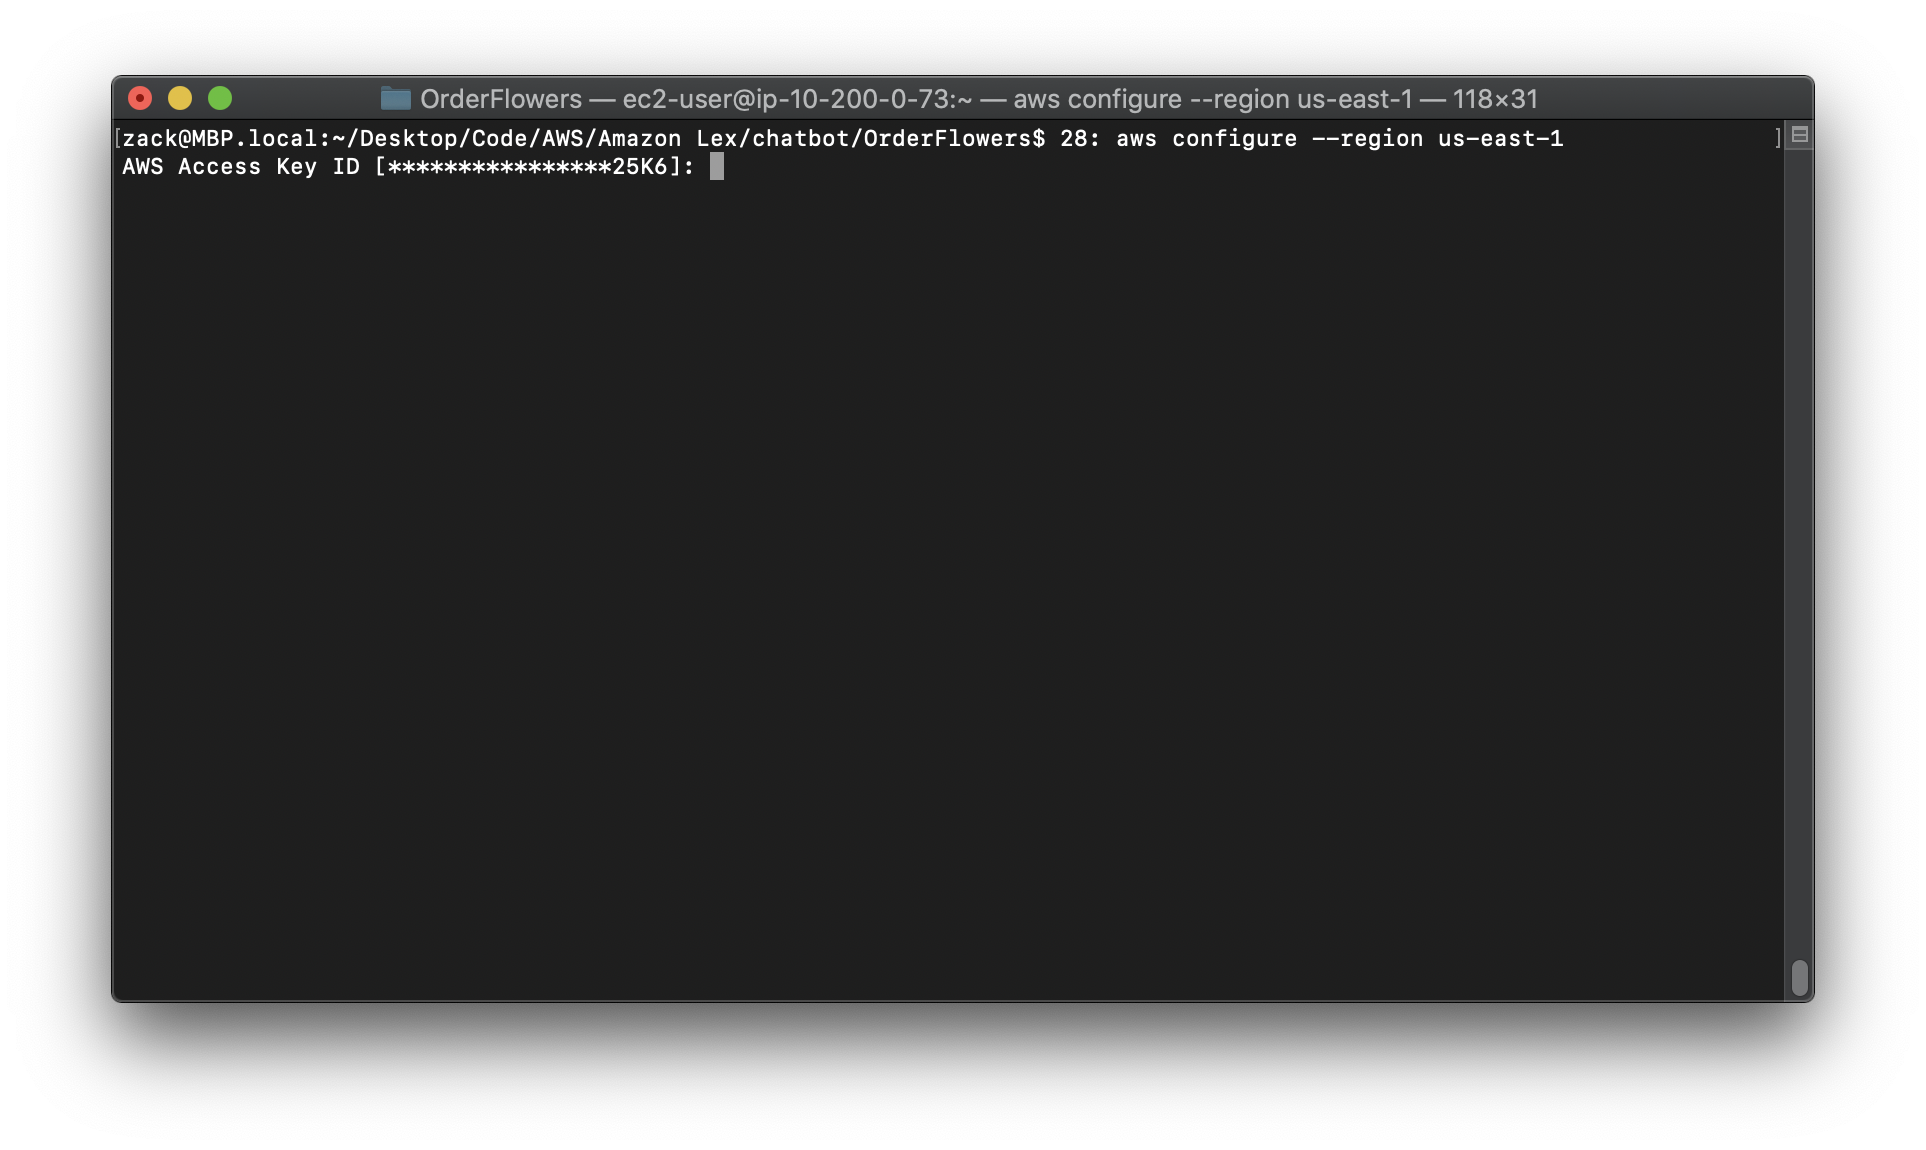 OrderFlowers — ec2-user@ip-10-200-0-73:~ — aws configure --region us-east-1 — 118×31
[zack@MBP.local:~/Desktop/Code/AWS/Amazon Lex/chatbot/OrderFlowers$ 28: aws configure --region us-east-1 ]
AWS Access Key ID [****************25K6]: